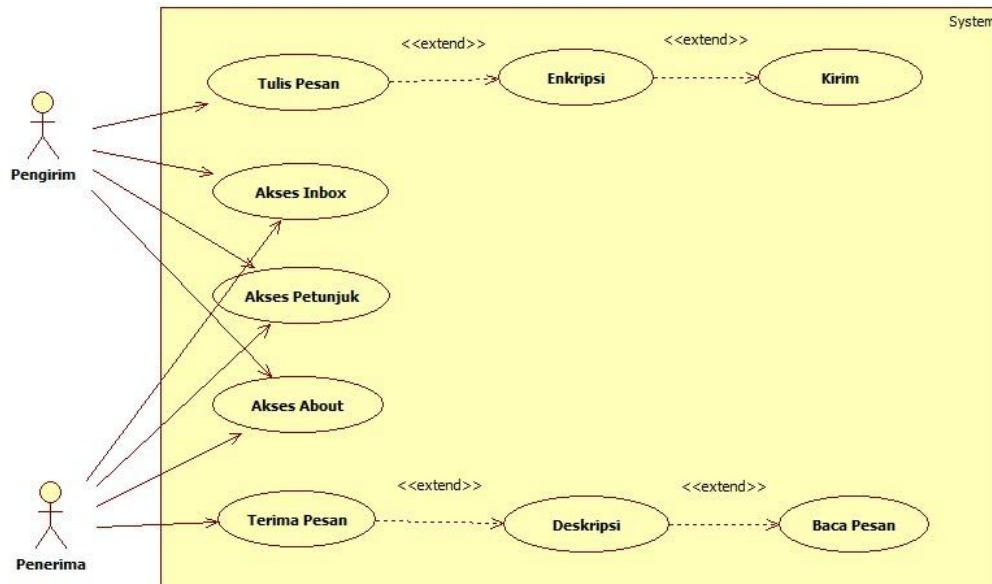 System
<<extend>>
<<extend>>
Tulis Pesan
Enkripsi
Kirim
Pengirim
Akses Inbox
Akses Petunjuk
Akses About
<<extend>>
<<extend>>
Terima Pesan
Deskripsi
Baca Pesan
Penerima